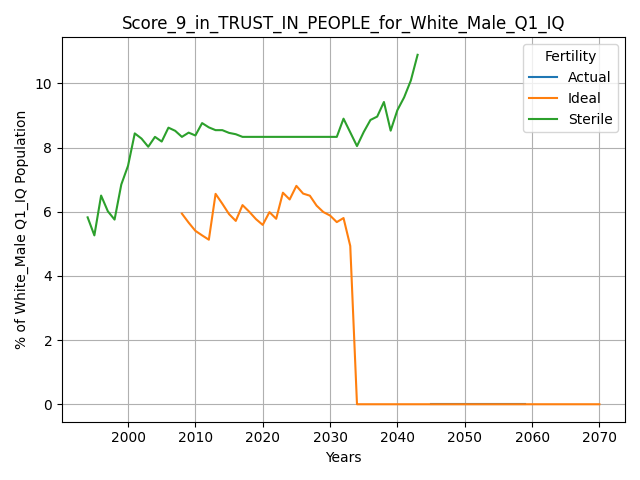 Score_9_in_TRUST_IN_PEOPLE_for_White_Male_Q1_IQ
% of White_Male Q1_IQ Population
10
8
6
4
2
0
Fertility
Actual
Ideal
Sterile
2000 2010 2020 2030 2040 2050 2060 2070
Years